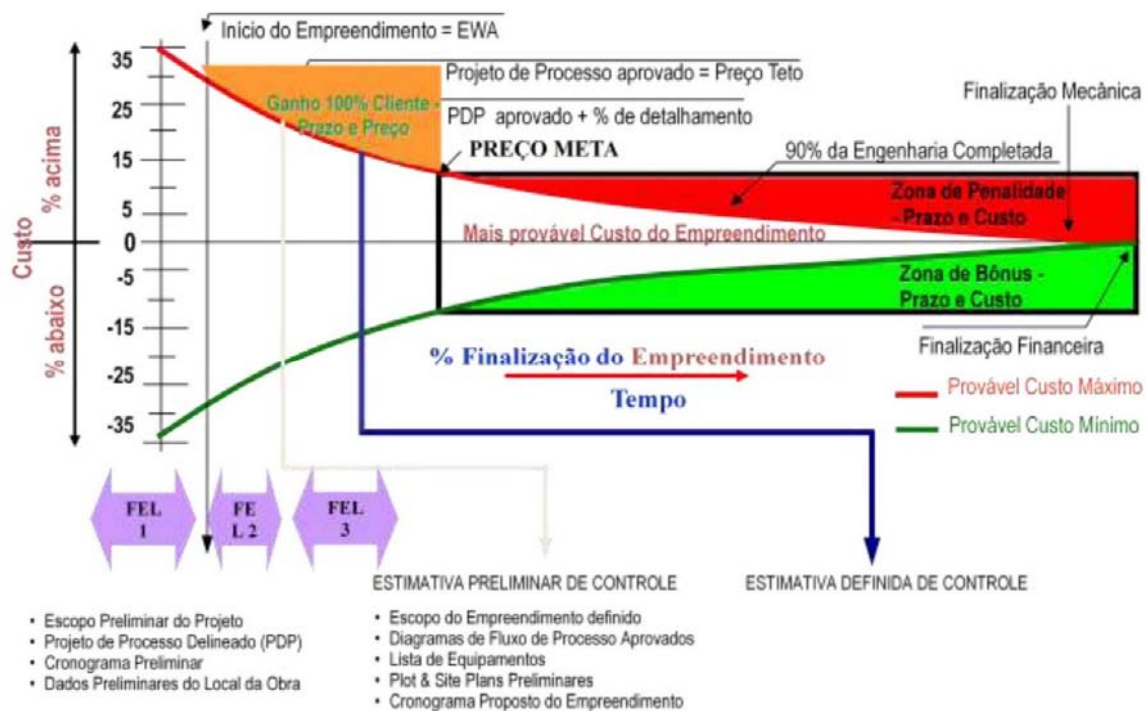 Início do Empreendimento = EWA
Projeto de Processo aprovado = Preço Teto
Ganho 100% Cliente -
Prazo e Preço
PDP aprovado + % de detalhamento
PREÇO META
Finalização Mecânica
90% da Engenharia Completada
Zona de Penalidade
- Prazo e Custo
Mais provável Custo do Empreendimento
Zona de Bônus -
Prazo e Custo
Finalização Financeira
% Finalização do Empreendimento
Tempo
Provável Custo Máximo
Provável Custo Mínimo
Custo
% acima
% abaixo
35
25
15
5
0
-5
-15
-25
-35
FEL
1
FE
L 2
FEL
3
ESTIMATIVA PRELIMINAR DE CONTROLE
ESTIMATIVA DEFINIDA DE CONTROLE
• Escopo Preliminar do Projeto
• Projeto de Processo Delineado (PDP)
• Cronograma Preliminar
• Dados Preliminares do Local da Obra
• Escopo do Empreendimento definido
• Diagramas de Fluxo de Processo Aprovados
• Lista de Equipamentos
• Plot & Site Plans Preliminares
• Cronograma Proposto do Empreendimento